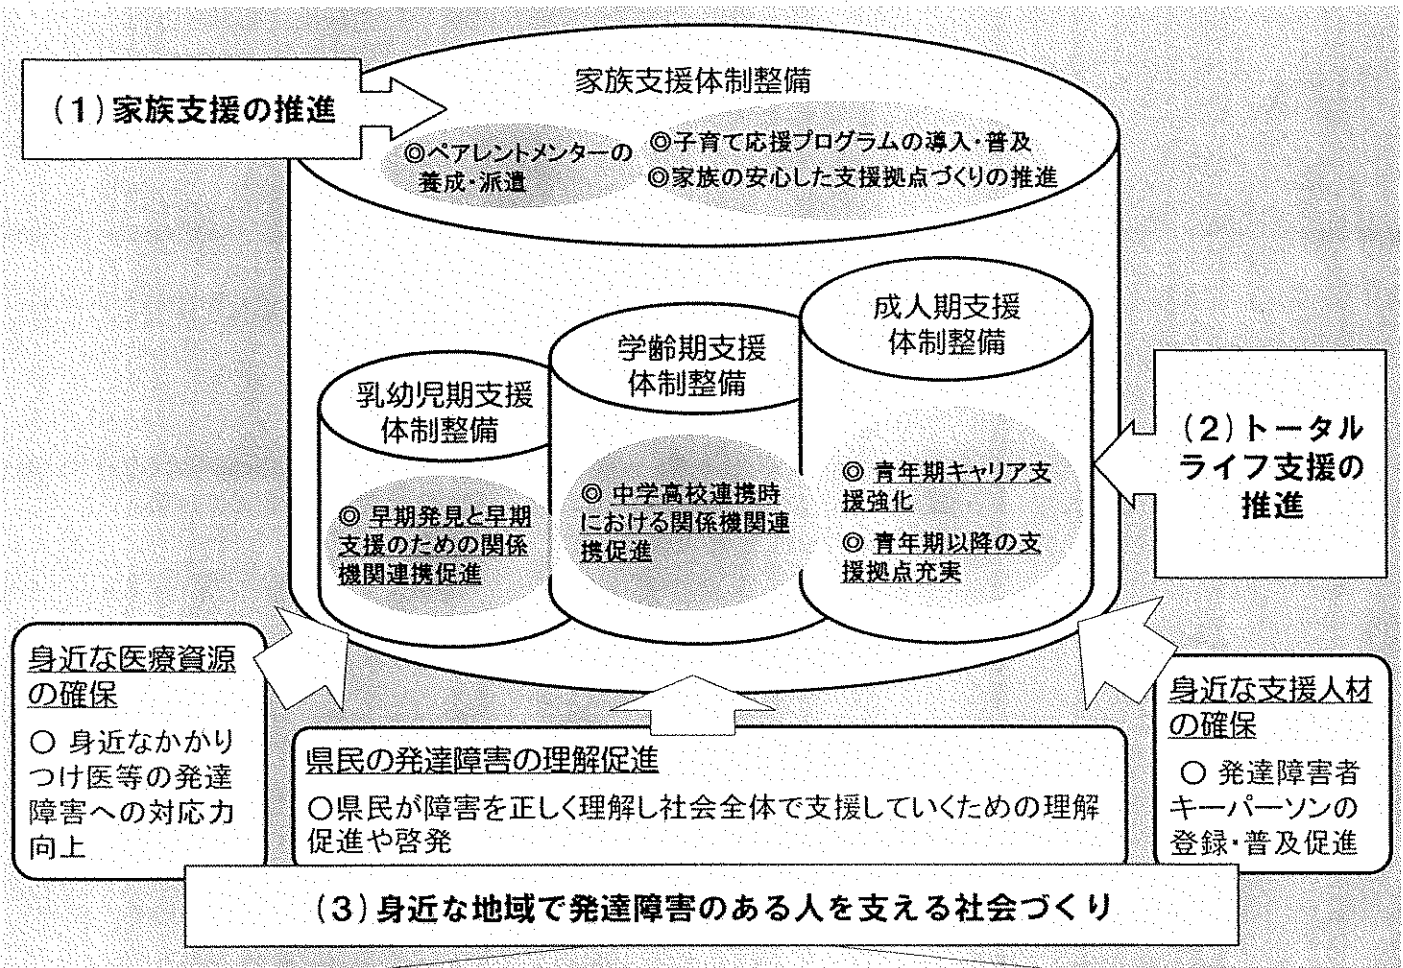 (1)家族支援の推進
家族支援体制整備
◎ペアレントメンターの
養成・派遣
◎子育て応援プログラムの導入・普及
◎家族の安心した支援拠点づくりの推進
乳幼児期支援
体制整備
◎ 早期発見と早期
支援のための関係
機関連携促進
学齢期支援
体制整備
◎ 中学高校連携時
における関係機関連
携促進
成人期支援
体制整備
◎ 青年期キャリア支
援強化
◎ 青年期以降の支
援拠点充実
(2)トータル
ライフ支援の
推進
身近な医療資源
の確保
○ 身近なかかり
つけ医等の発達
障害への対応力
向上
県民の発達障害の理解促進
○県民が障害を正しく理解し社会全体で支援していくための理解
促進や啓発
身近な支援人材
の確保
○ 発達障害者
キーパーソンの
登録・普及促進
(3)身近な地域で発達障害のある人を支える社会づくり